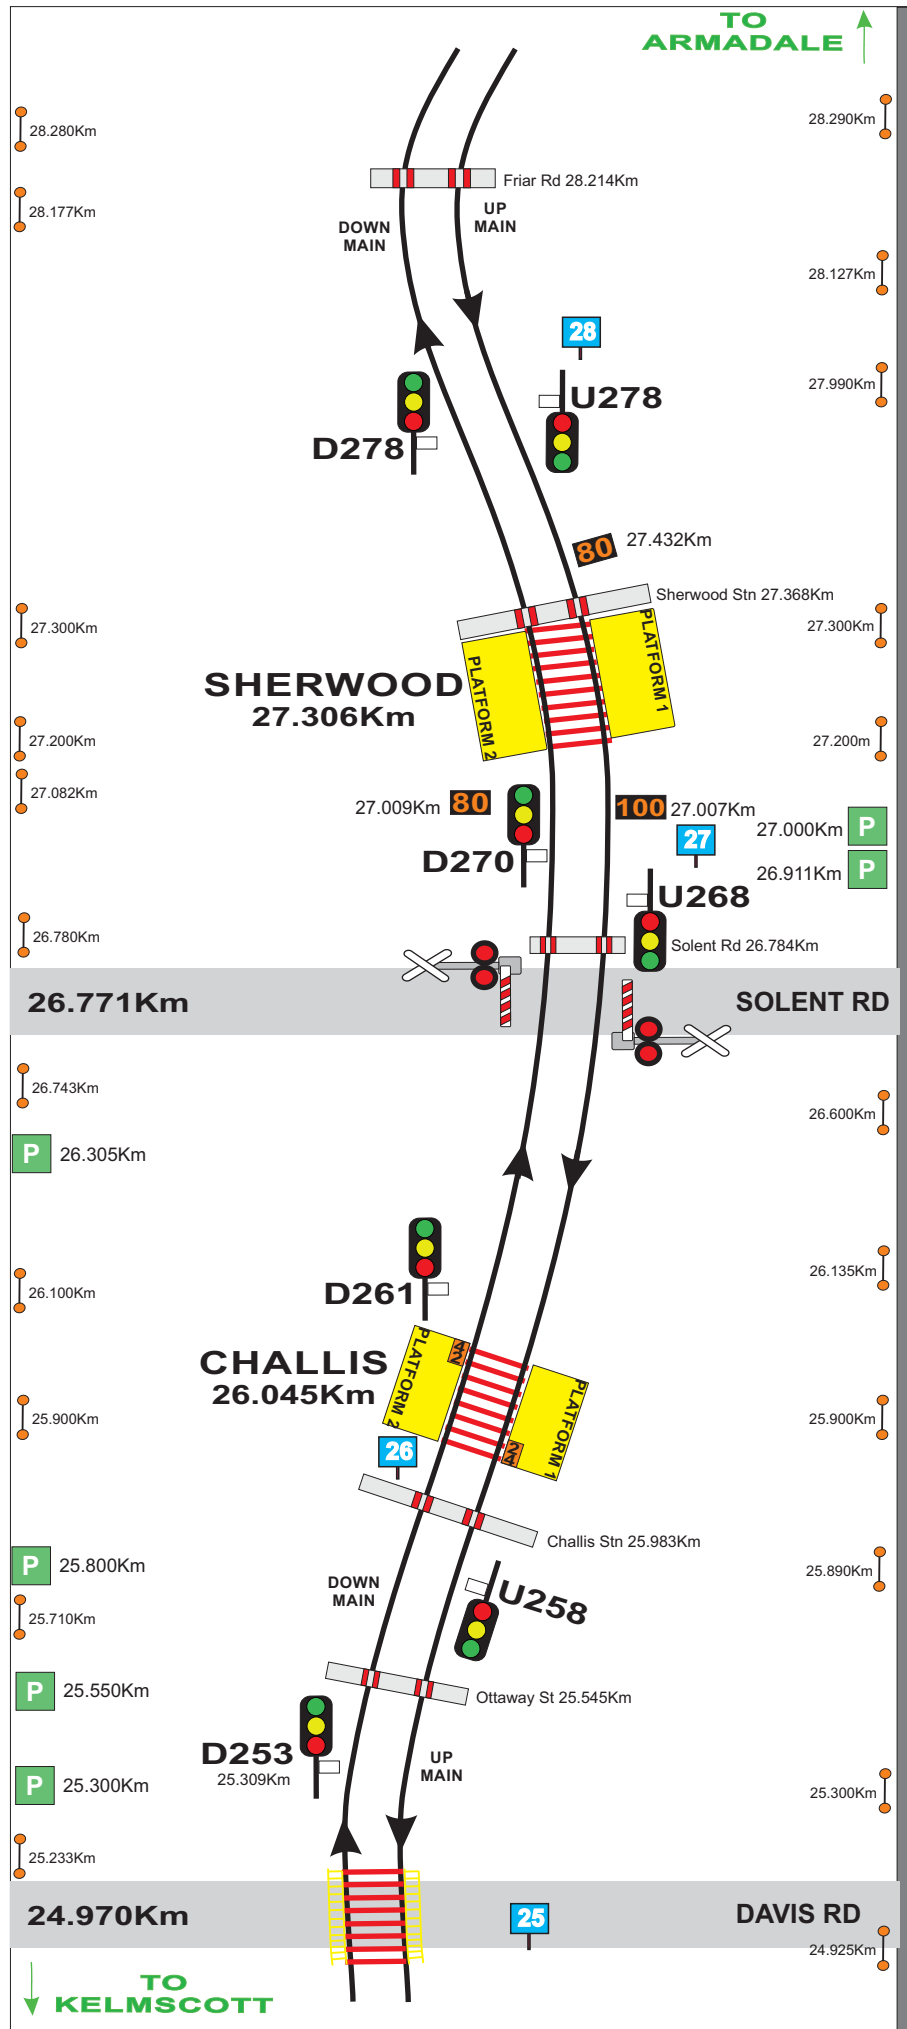 TO
ARMADALE
28.280Km
28.290Km
Friar Rd 28.214Km
28.177Km
DOWN
MAIN
UP
MAIN
28.127Km
28
27.990Km
U278
D278
80
27.432Km
Sherwood Stn 27.368Km
27.300Km
27.300Km
PLATFORM 2
PLATFORM 1
SHERWOOD
27.306Km
27.200Km
27.200m
27.082Km
27.009Km 80
100 27.007Km
27.000Km P
27
D270
26.911Km P
U268
26.780Km
Solent Rd 26.784Km
26.771Km
SOLENT RD
26.743Km
26.600Km
P 26.305Km
26.135Km
D261
26.100Km
CHALLIS
26.045Km
PLATFORM 2
42
PLATFORM 1
24
25.900Km
25.900Km
26
Challis Stn 25.983Km
P 25.800Km
25.890Km
DOWN
MAIN
U258
25.710Km
P 25.550Km
Ottaway St 25.545Km
D253
25.309Km
UP
MAIN
P 25.300Km
25.300Km
25.233Km
24.970Km
25
DAVIS RD
24.925Km
TO
KELMSCOTT